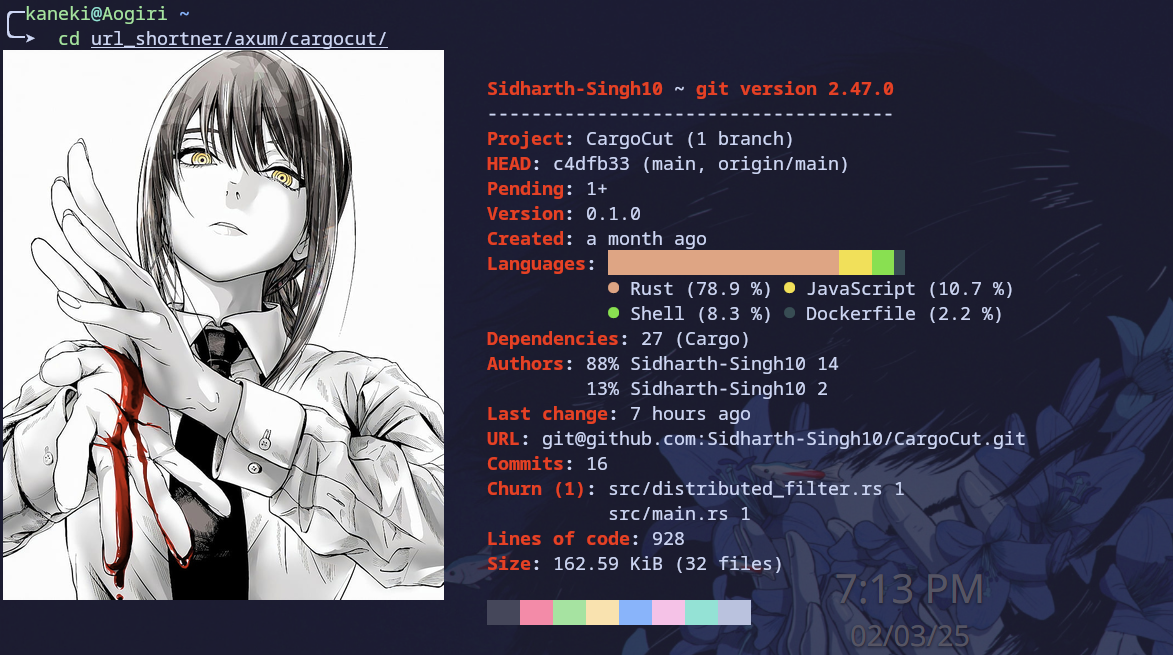 kaneki@Aogiri ~
➤ cd url_shortner/axum/cargocut/
Sidharth-Singh10 ~ git version 2.47.0
-------------------------------------
Project: CargoCut (1 branch)
HEAD: c4dfb33 (main, origin/main)
Pending: 1+
Version: 0.1.0
Created: a month ago
Languages:
● Rust (78.9 %) ● JavaScript (10.7 %)
● Shell (8.3 %) ● Dockerfile (2.2 %)
Dependencies: 27 (Cargo)
Authors: 88% Sidharth-Singh10 14
13% Sidharth-Singh10 2
Last change: 7 hours ago
URL: git@github.com:Sidharth-Singh10/CargoCut.git
Commits: 16
Churn (1): src/distributed_filter.rs 1
src/main.rs 1
Lines of code: 928
Size: 162.59 KiB (32 files)
7:13 PM
02/03/25